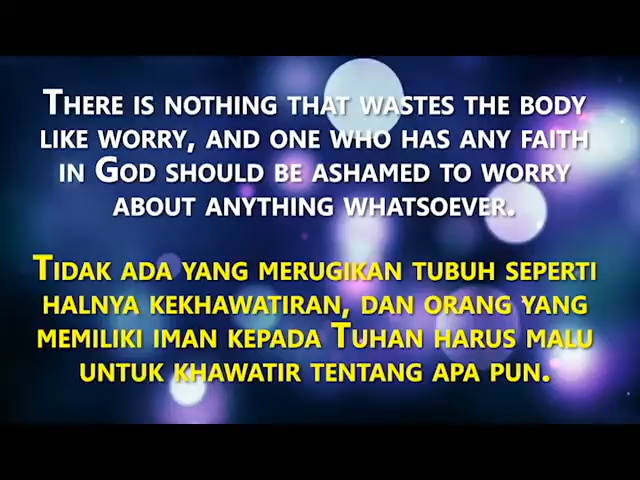 There is nothing that wastes the body
like worry, and one who has any faith
in God should be ashamed to worry
about anything whatsoever.
Tidak ada yang merugikan tubuh seperti
halnya kekhawatiran, dan orang yang
memiliki iman kepada Tuhan harus malu
untuk khawatir tentang apa pun.